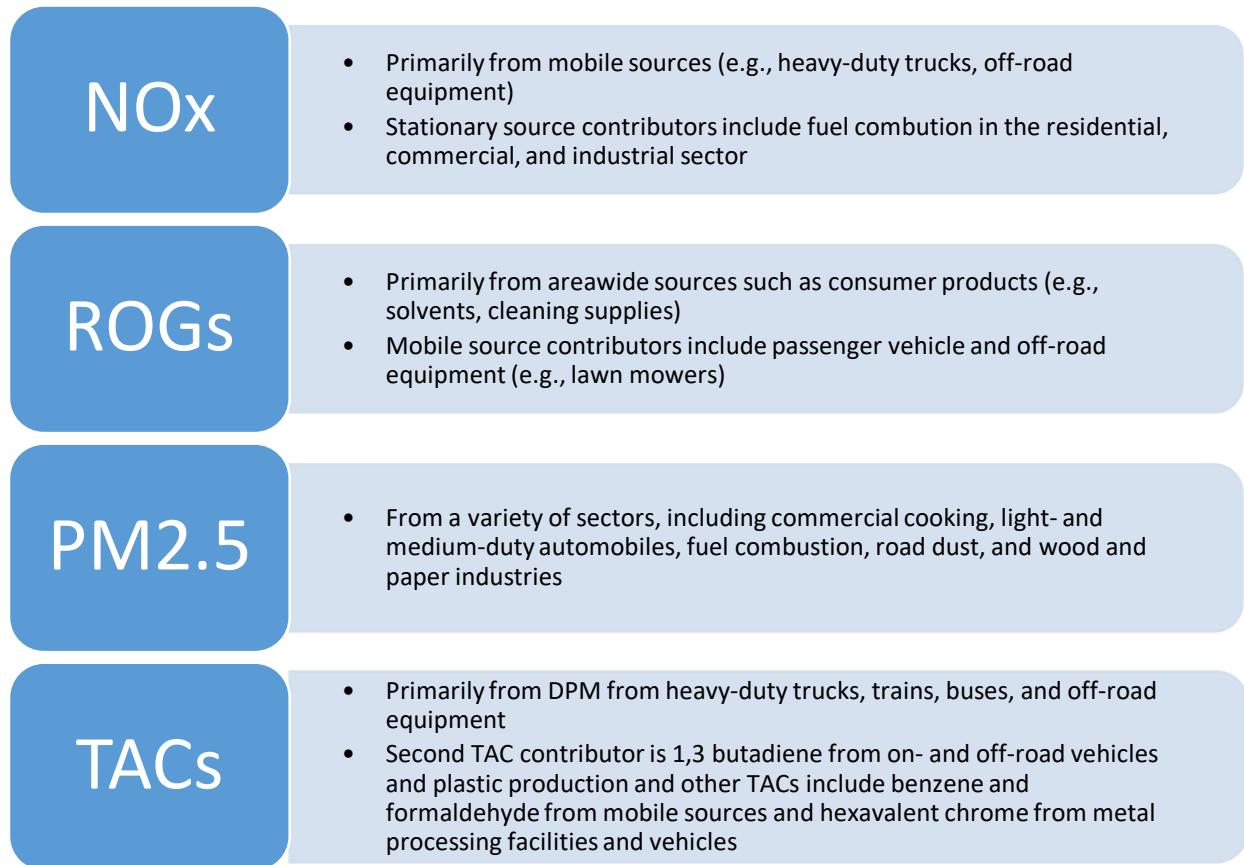 NOx
• Primarily from mobile sources (e.g., heavy-duty trucks, off-road
equipment)
• Stationary source contributors include fuel combution in the residential,
commercial, and industrial sector
ROGs
• Primarily from areawide sources such as consumer products (e.g.,
solvents, cleaning supplies)
• Mobile source contributors include passenger vehicle and off-road
equipment (e.g., lawn mowers)
PM2.5
• From a variety of sectors, including commercial cooking, light- and
medium-duty automobiles, fuel combustion, road dust, and wood and
paper industries
TACs
• Primarily from DPM from heavy-duty trucks, trains, buses, and off-road
equipment
• Second TAC contributor is 1,3 butadiene from on- and off-road vehicles
and plastic production and other TACs include benzene and
formaldehyde from mobile sources and hexavalent chrome from metal
processing facilities and vehicles